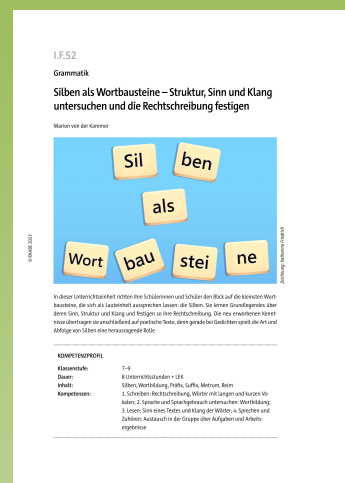 I.F.52
Grammatik
Silben als Wortbausteine – Struktur, Sinn und Klang
untersuchen und die Rechtschreibung festigen
Marion von der Kammer
Sil ben
als
Wort bau stei ne
© RAABE 2023
Zeichnung: Katharina Friedrich
In dieser Unterrichtseinheit richten Ihre Schülerinnen und Schüler den Blick auf die kleinsten Wort-
bausteine, die sich als Lauteinheit aussprechen lassen: die Silben. Sie lernen Grundlegendes über
deren Sinn, Struktur und Klang und festigen so ihre Rechtschreibung. Die neu erworbenen Kennt-
nisse übertragen sie anschließend auf poetische Texte, denn gerade bei Gedichten spielt die Art und
Abfolge von Silben eine herausragende Rolle.
KOMPETENZPROFIL
Klassenstufe: 7–9
Dauer: 8 Unterrichtsstunden + LEK
Inhalt: Silben, Wortbildung, Präfix, Suffix, Metrum, Reim
Kompetenzen: 1. Schreiben: Rechtschreibung, Wörter mit langen und kurzen Vo-
kalen; 2. Sprache und Sprachgebrauch untersuchen: Wortbildung;
3. Lesen: Sinn eines Textes und Klang der Wörter; 4. Sprechen und
Zuhören: Austausch in der Gruppe über Aufgaben und Arbeits-
ergebnisse